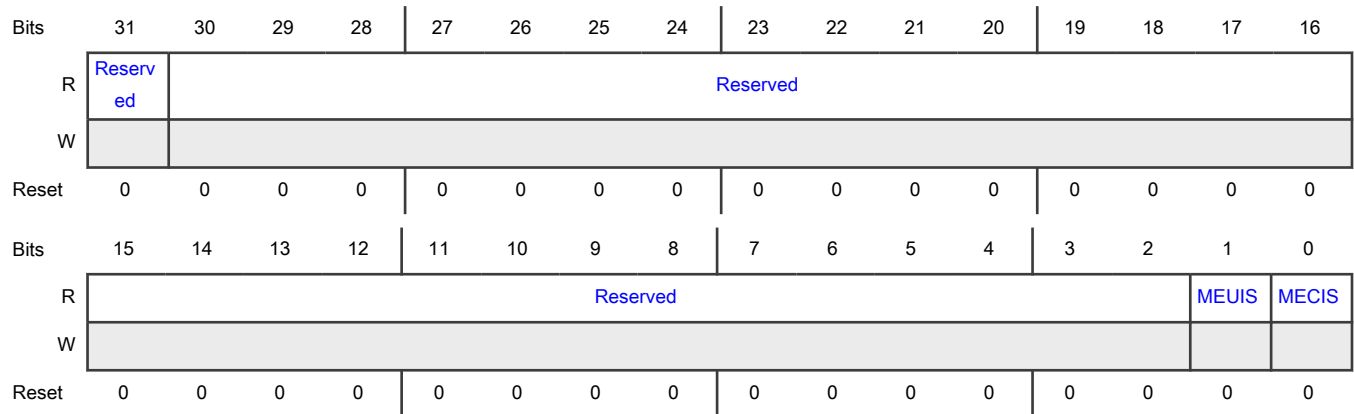 Bits 31 30 29 28 27 26 25 24 23 22 21 20 19 18 17 16
R Reserv
ed Reserved
W
Reset 0 0 0 0 0 0 0 0 0 0 0 0 0 0 0 0
Bits 15 14 13 12 11 10 9 8 7 6 5 4 3 2 1 0
R Reserved MEUIS MECIS
W
Reset 0 0 0 0 0 0 0 0 0 0 0 0 0 0 0 0